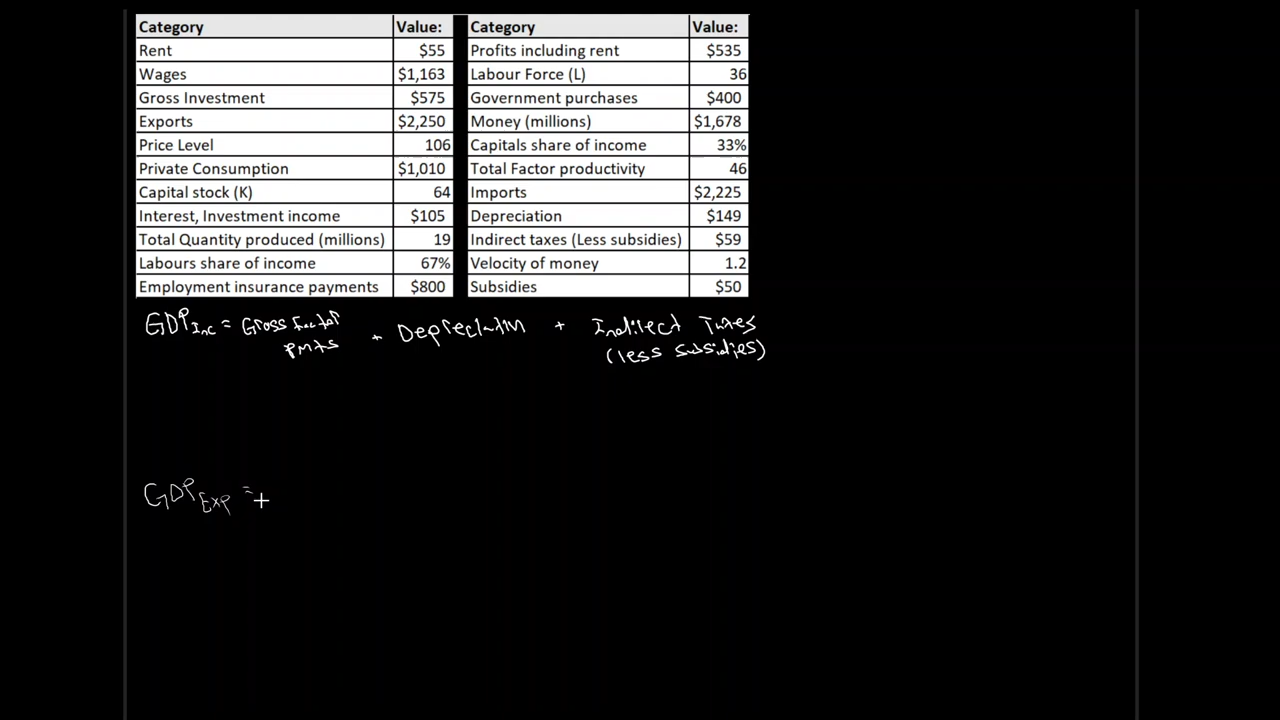 Category Value: Category Value:
Rent $55 Profits including rent $535
Wages $1,163 Labour Force (L) 36
Gross Investment $575 Government purchases $400
Exports $2,250 Money (millions) $1,678
Price Level 106 Capitals share of income 33%
Private Consumption $1,010 Total Factor productivity 46
Capital stock (K) 64 Imports $2,225
Interest, Investment income $105 Depreciation $149
Total Quantity produced (millions) 19 Indirect taxes (Less subsidies) $59
Labours share of income 67% Velocity of money 1.2
Employment insurance payments $800 Subsidies $50
GDP Inc = Gross Factor + Depreciation + Indirect Taxes
pmts (less subsidies)
GDP Exp =